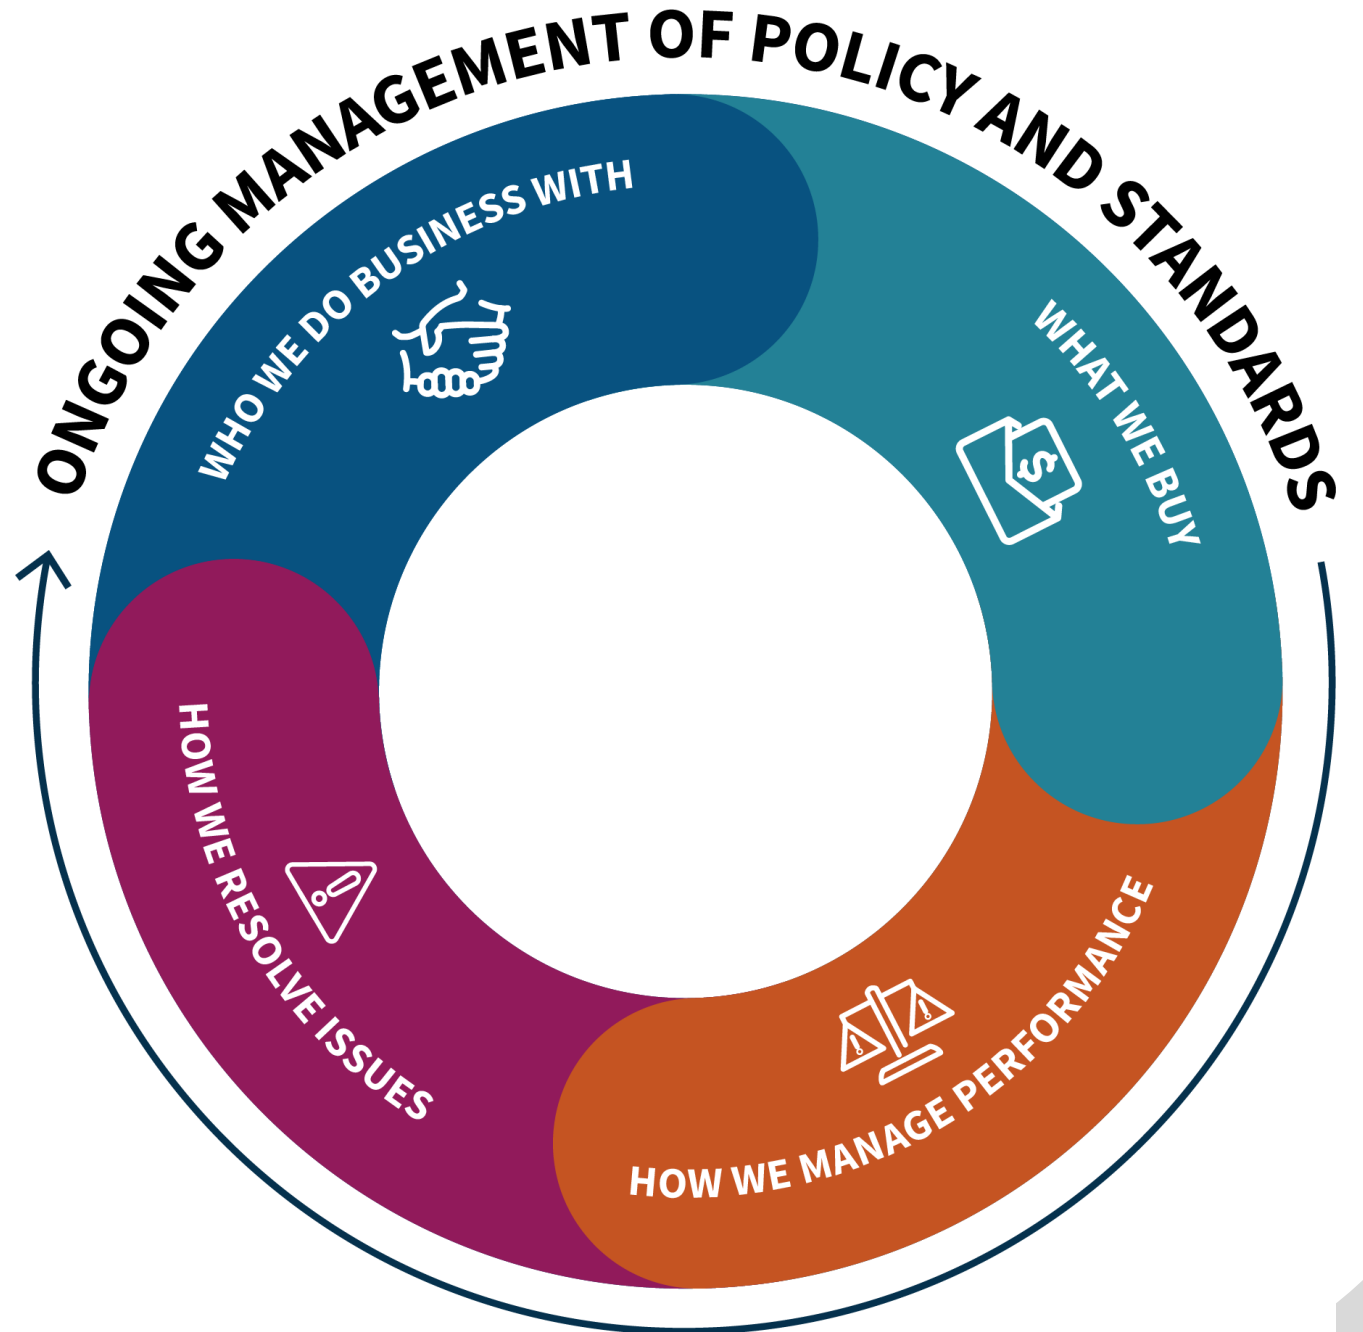 ONGOING MANAGEMENT OF POLICY AND STANDARDS
WHO WE DO BUSINESS WITH
WHAT WE BUY
$
HOW WE MANAGE PERFORMANCE
HOW WE RESOLVE ISSUES